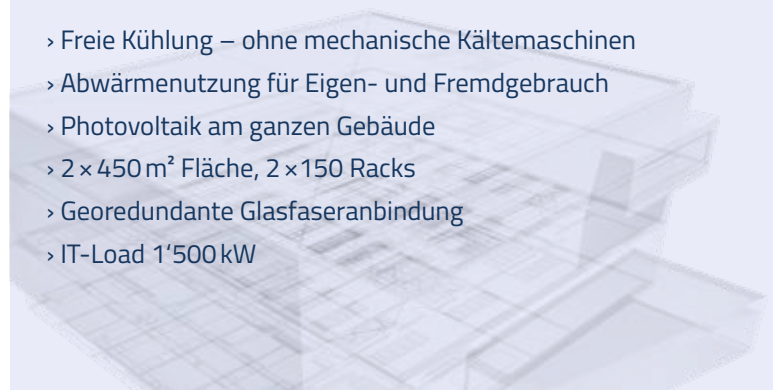 › Freie Kühlung – ohne mechanische Kältemaschinen
› Abwärmenutzung für Eigen- und Fremdgebrauch
› Photovoltaik am ganzen Gebäude
› 2 × 450 m² Fläche, 2 ×150 Racks
› Georedundante Glasfaseranbindung
› IT-Load 1‘500 kW